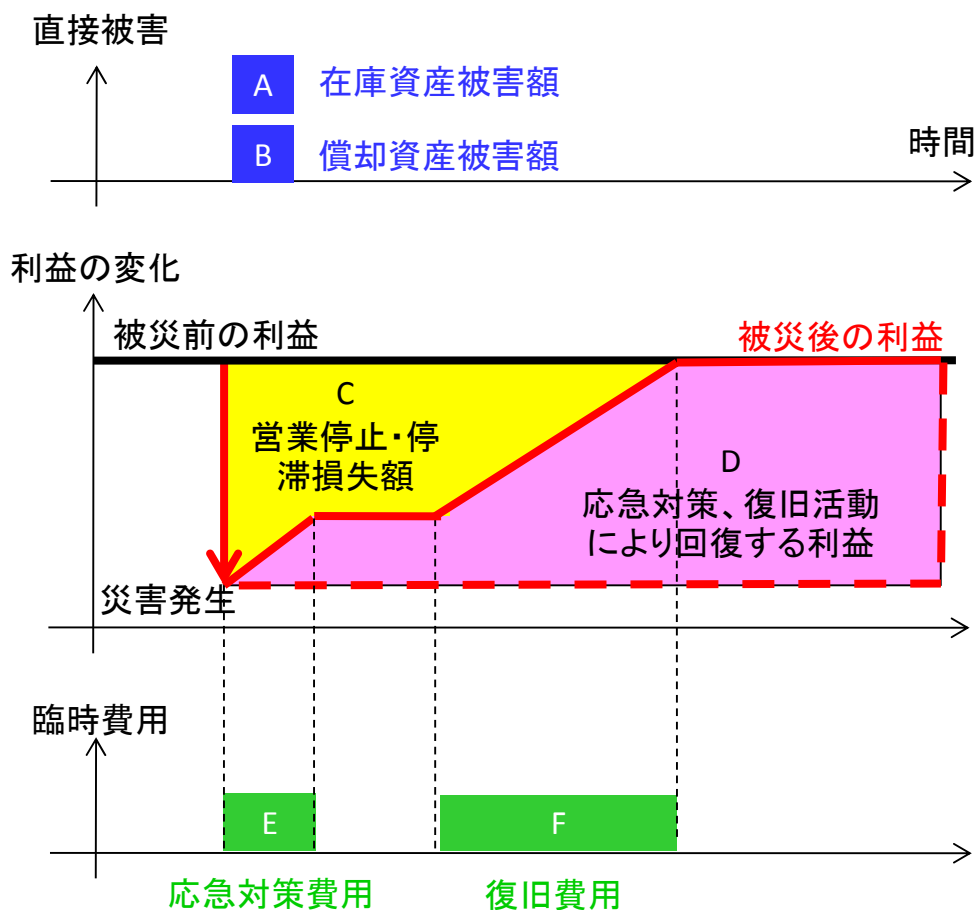 直接被害
A 在庫資産被害額
B 償却資産被害額
時間
利益の変化
被災前の利益
被災後の利益
C
営業停止・停
滞損失額
D
応急対策、復旧活動
により回復する利益
災害発生
臨時費用
E
F
応急対策費用
復旧費用